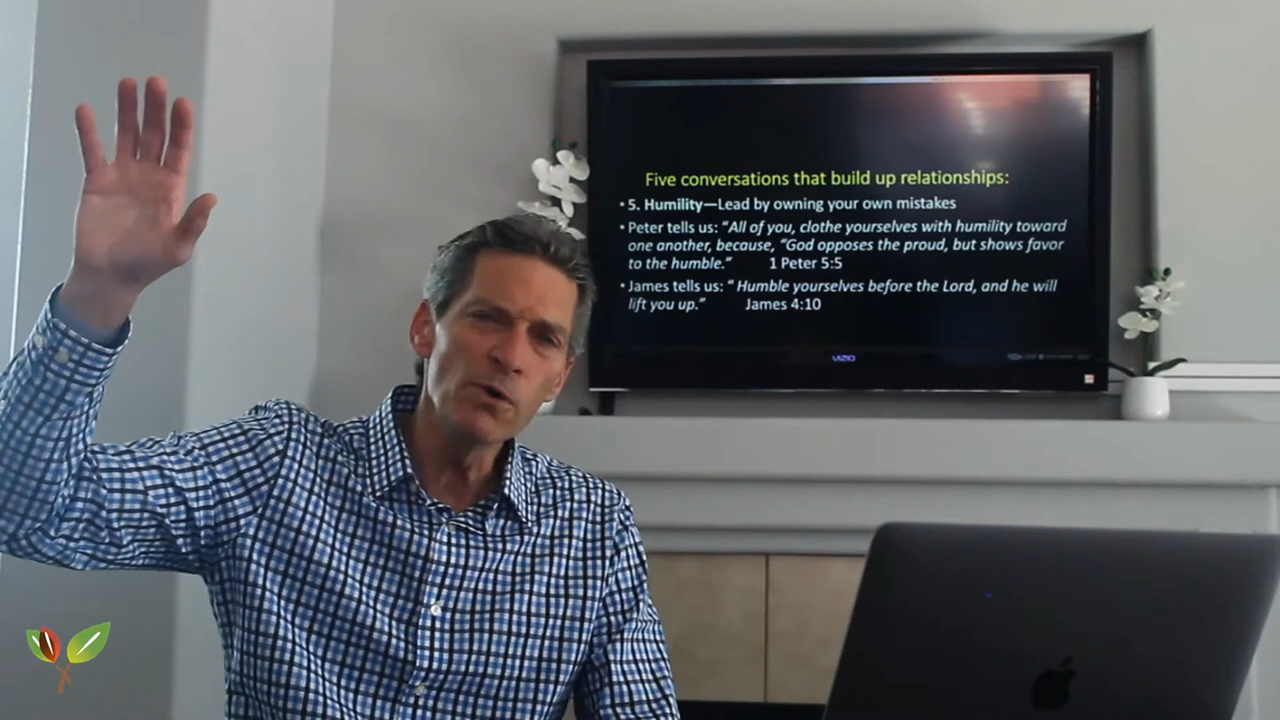 Five conversations that build up relationships:
• 5. Humility—Lead by owning your own mistakes
• Peter tells us: “All of you, clothe yourselves with humility toward
one another, because, “God opposes the proud, but shows favor
to the humble.” 1 Peter 5:5
• James tells us: “ Humble yourselves before the Lord, and he will
lift you up.” James 4:10
VIZIO